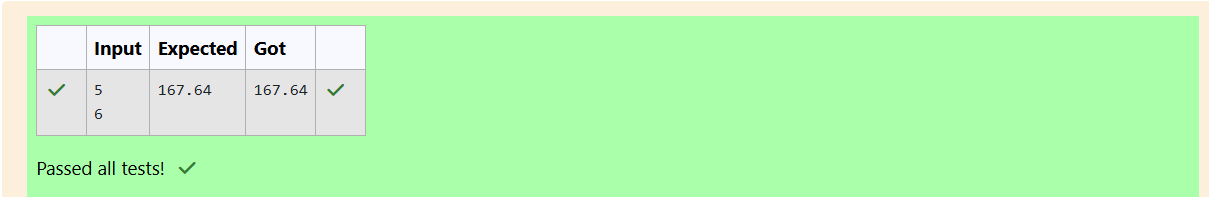 Input Expected Got
5 167.64 167.64
6
Passed all tests!